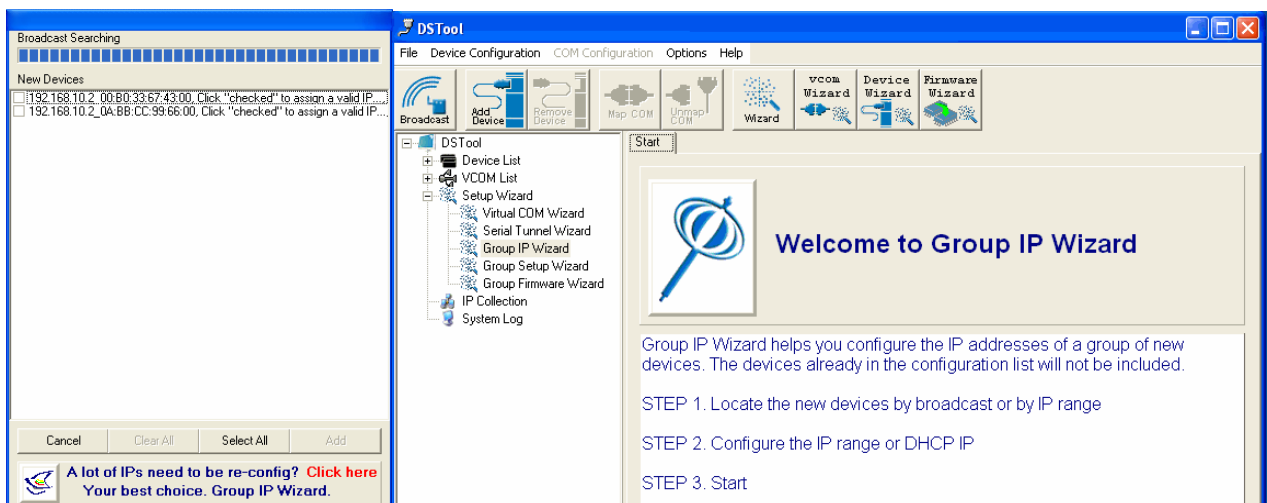 Broadcast Searching
New Devices
192.168.10.2_00:B0:33:67:43:00, Click "checked" to assign a valid IP...
192.168.10.2_0A:BB:CC:99:66:00, Click "checked" to assign a valid IP...
Cancel
Clear All
Select All
Add
A lot of IPs need to be re-config? Click here
Your best choice. Group IP Wizard.
DSTool
File Device Configuration COM Configuration Options Help
Broadcast
Add Device
Remove Device
Map COM
Unmap COM
Wizard
vcom Wizard
Device Wizard
Firmware Wizard
DSTool
Device List
VCOM List
Setup Wizard
Virtual COM Wizard
Serial Tunnel Wizard
Group IP Wizard
Group Setup Wizard
Group Firmware Wizard
IP Collection
System Log
Start
Welcome to Group IP Wizard
Group IP Wizard helps you configure the IP addresses of a group of new
devices. The devices already in the configuration list will not be included.
STEP 1. Locate the new devices by broadcast or by IP range
STEP 2. Configure the IP range or DHCP IP
STEP 3. Start